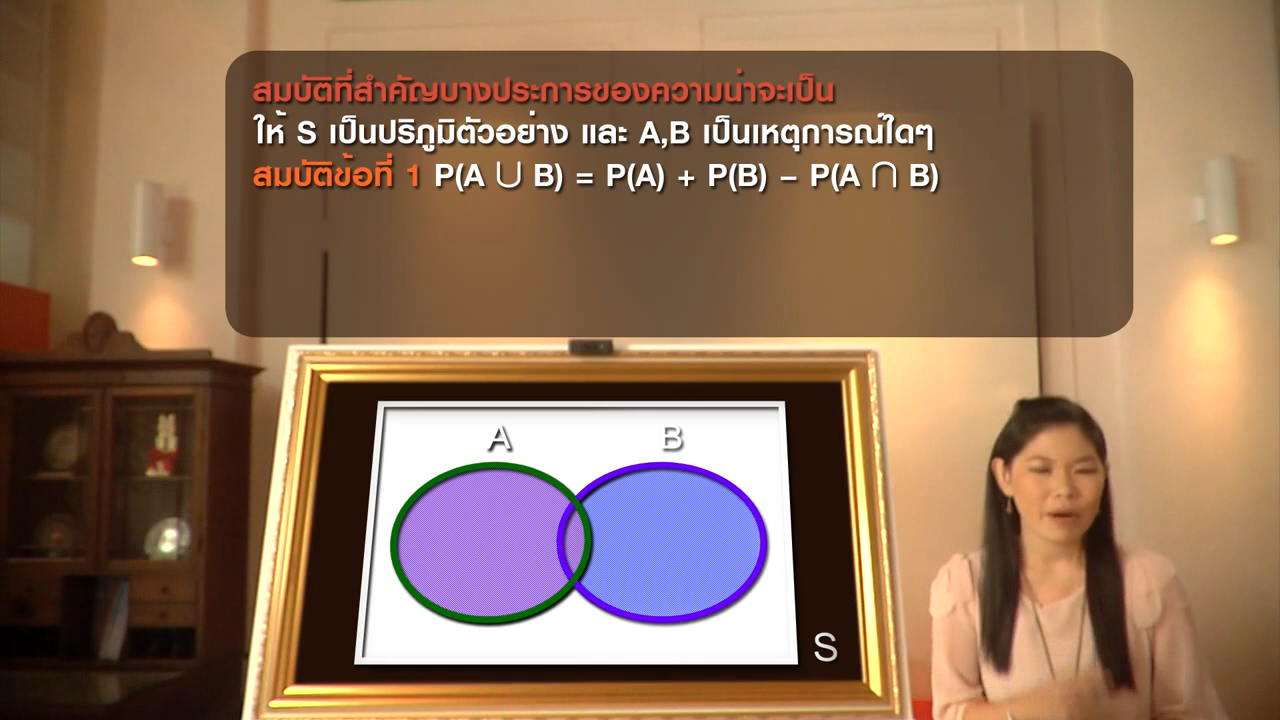 สมบัติที่สำคัญบางประการของความน่าจะเป็น
ให้ S เป็นปริภูมิตัวอย่าง และ A,B เป็นเหตุการณ์ใดๆ
สมบัติข้อที่ 1 P(A ∪ B) = P(A) + P(B) – P(A ∩ B)
A B
S